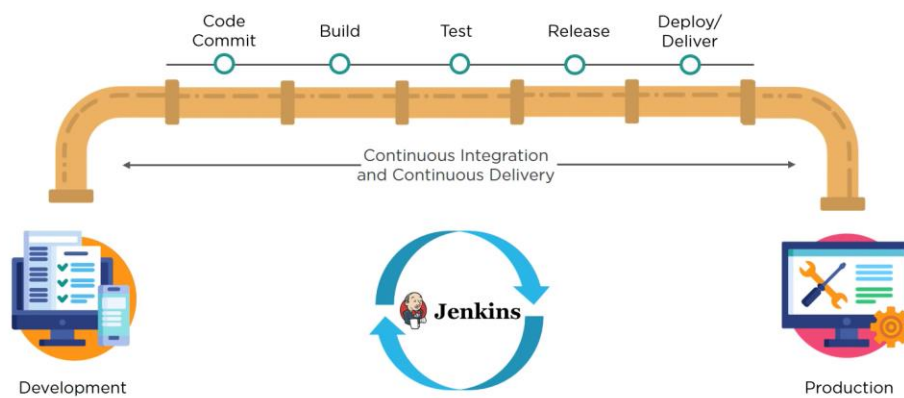 Code
Commit
Build
Test
Release
Deploy/
Deliver
Continuous Integration
and Continuous Delivery
Jenkins
Development
Production